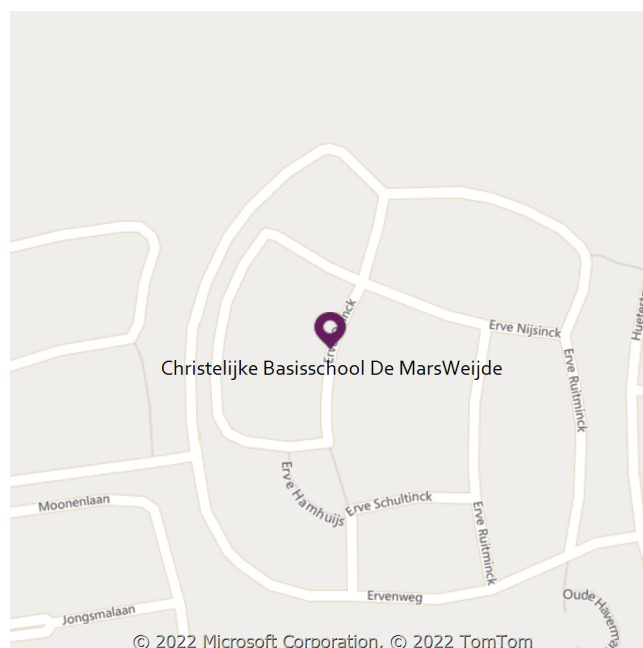 Erve Nijsinck
Erve Ruitminck
Christelijke Basisschool De MarsWeijde
Erve Hamhuijs
Erve Schultinck
Erve Ruitminck
Moonenlaan
Ervenweg
Oude
Jongsmalaan
© 2022 Microsoft Corporation, © 2022 TomTom